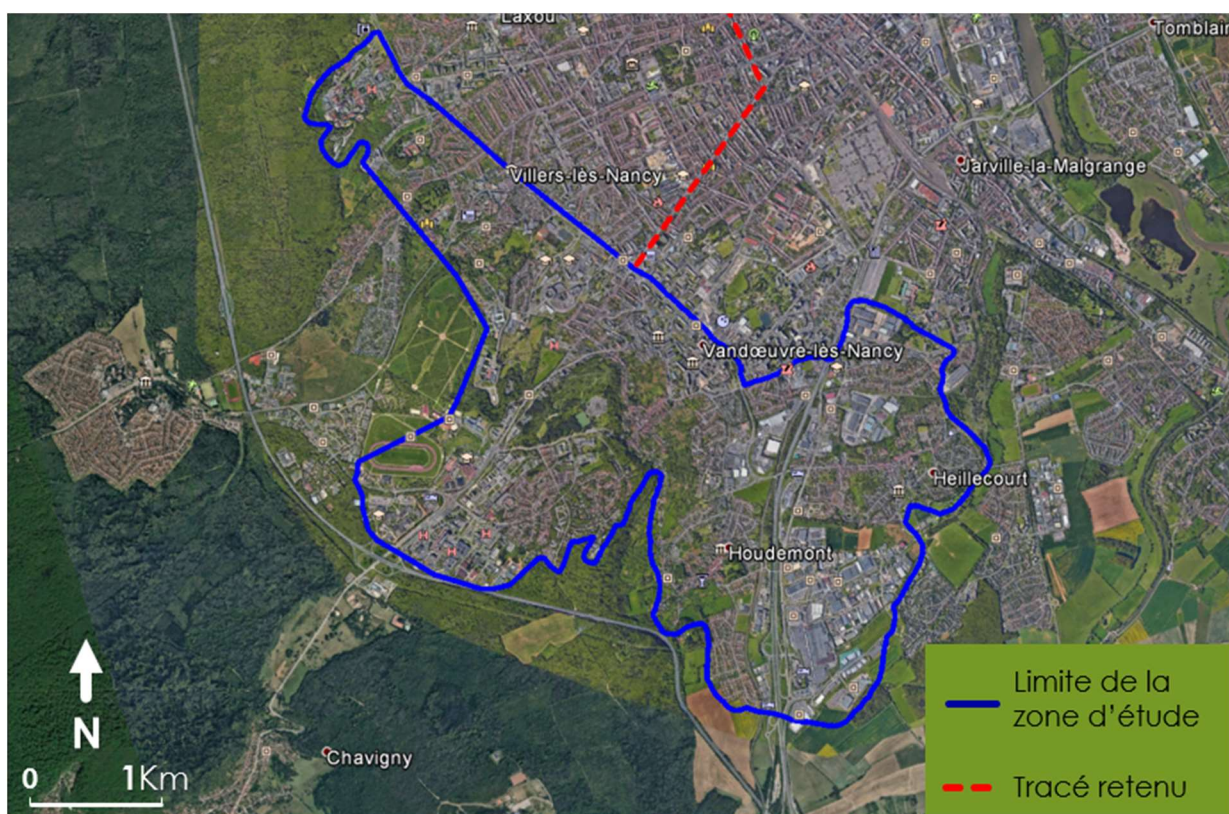 Laxou
Tomblain
Villers-lès-Nancy
Jarville-la-Malgrange
Vandœuvre-lès-Nancy
Heillecourt
Houdemont
Chavigny
N
0 1Km
Limite de la
zone d'étude
Tracé retenu